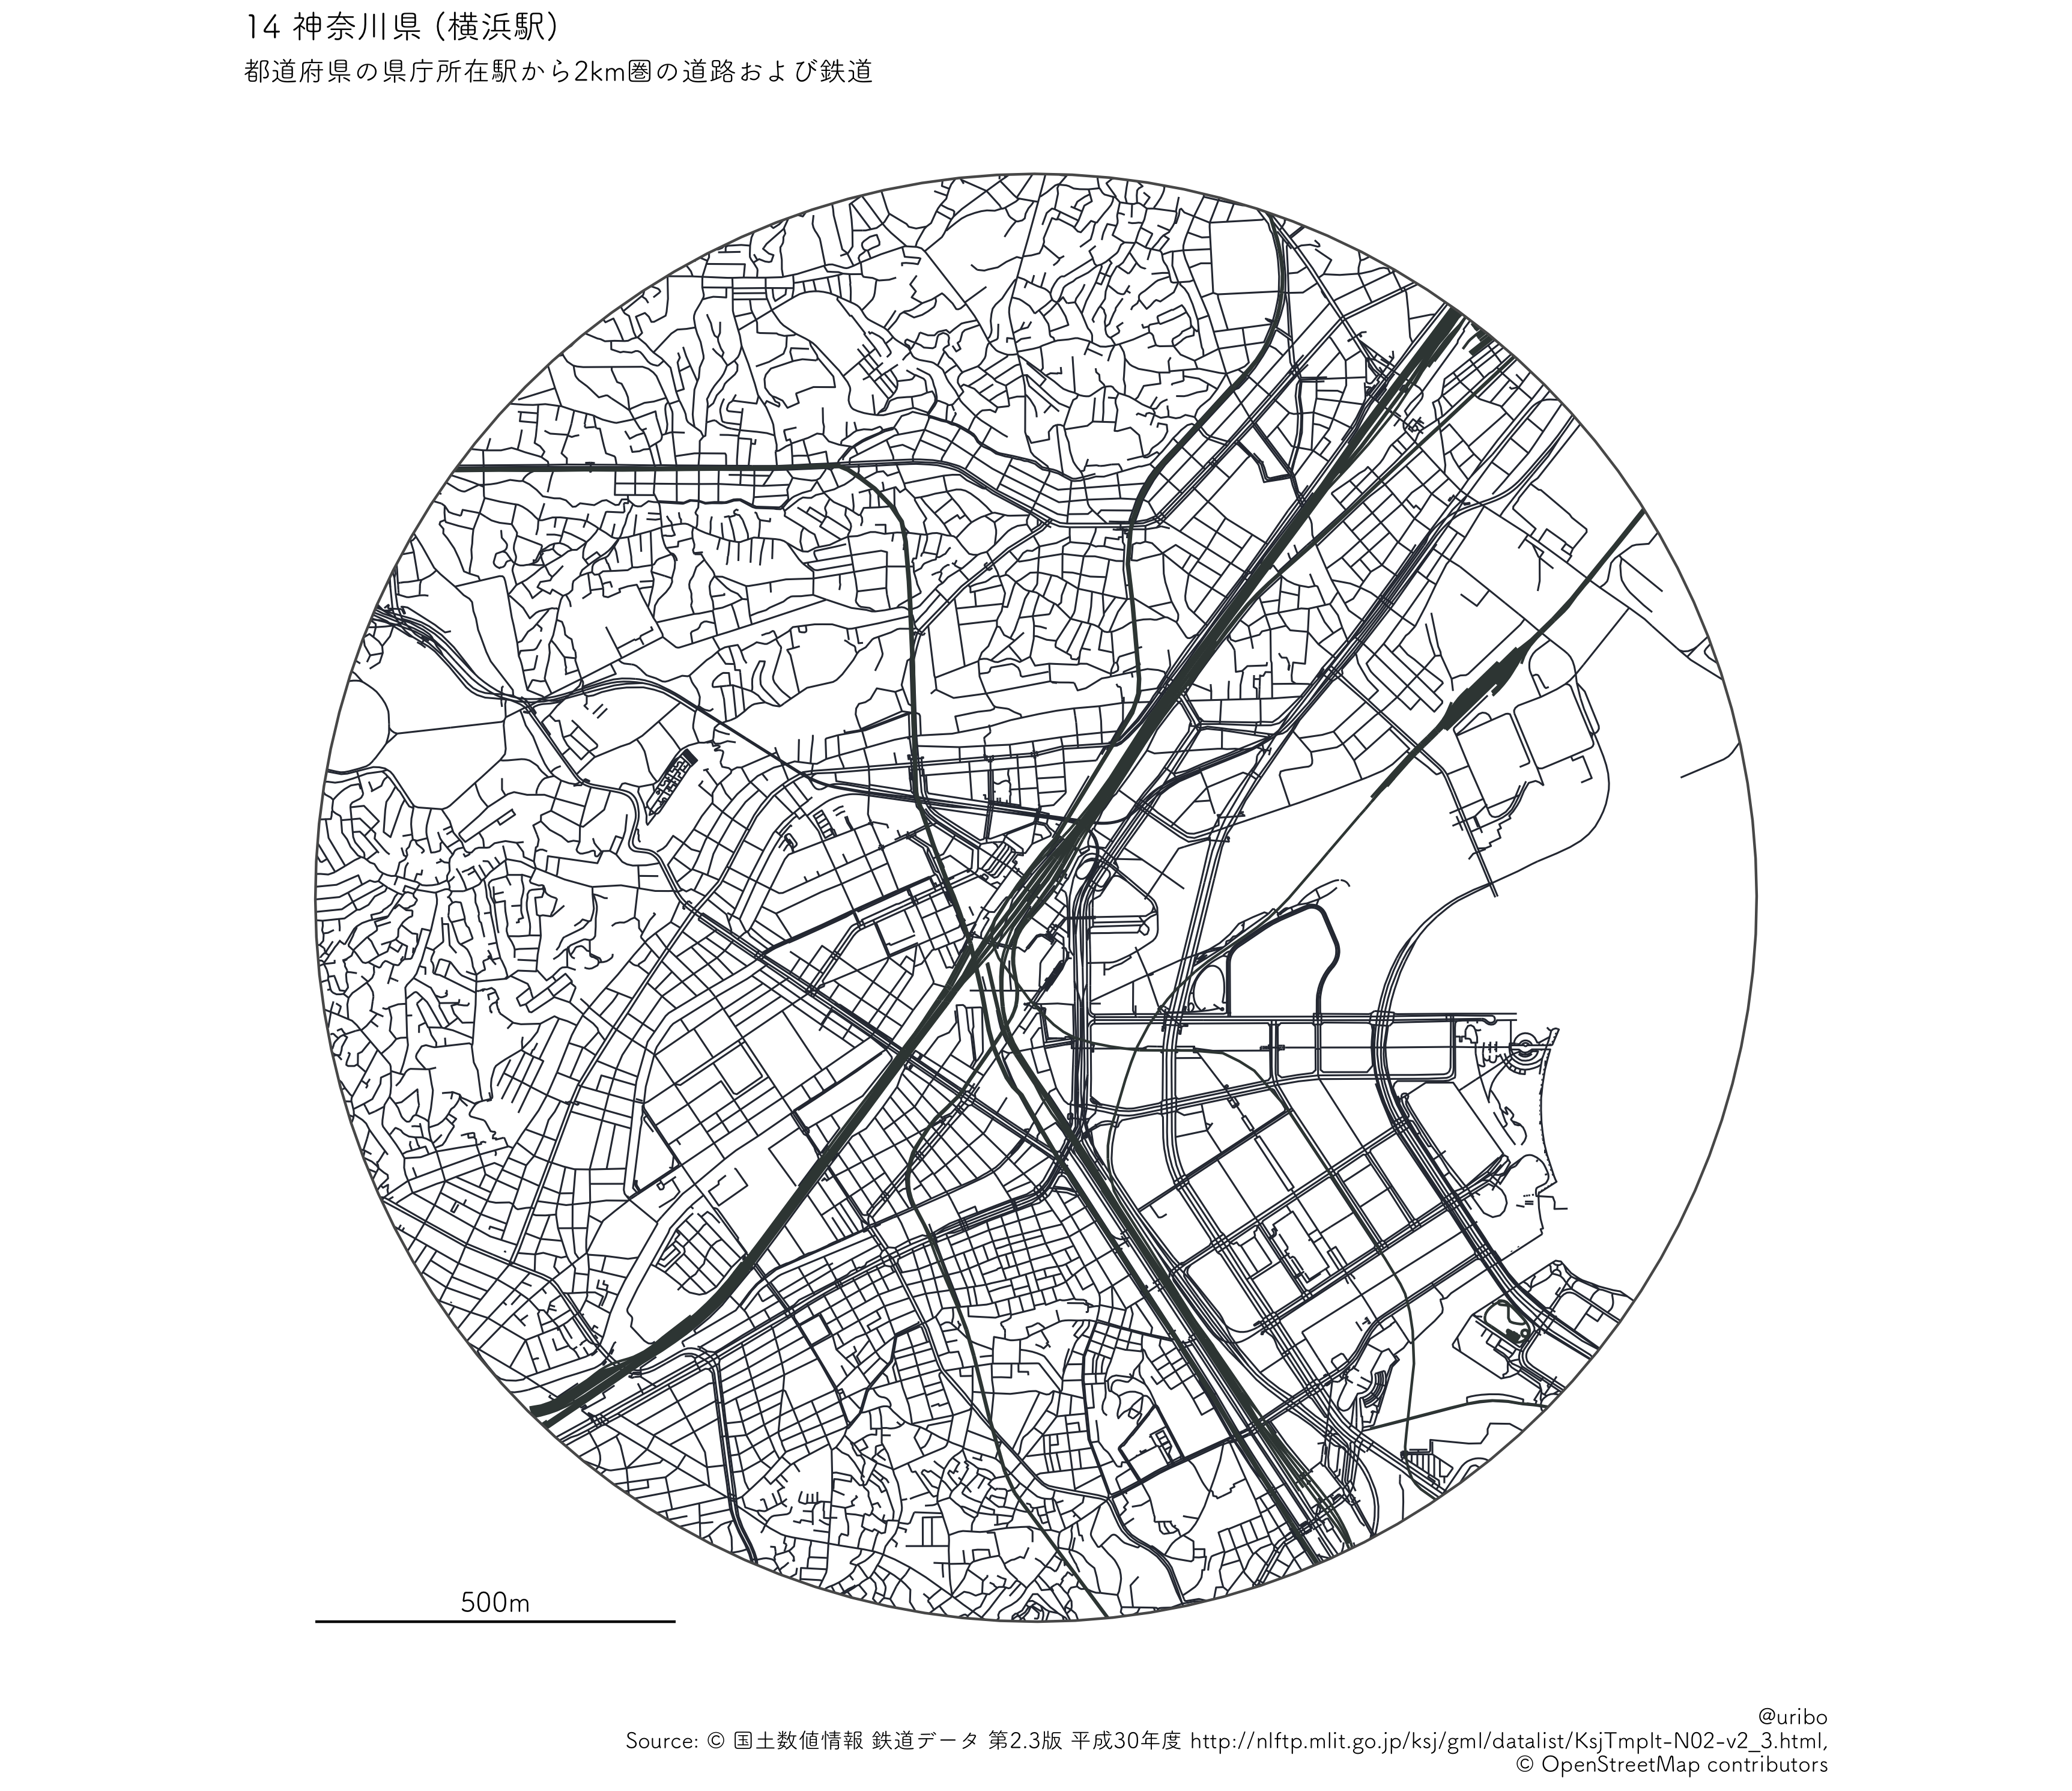 14 神奈川県 (横浜駅)
都道府県の県庁所在駅から2km圏の道路および鉄道
500m
@uribo
Source: © 国土数値情報 鉄道データ 第2.3版 平成30年度 http://nlftp.mlit.go.jp/ksj/gml/datalist/KsjTmplt-N02-v2_3.html,
© OpenStreetMap contributors